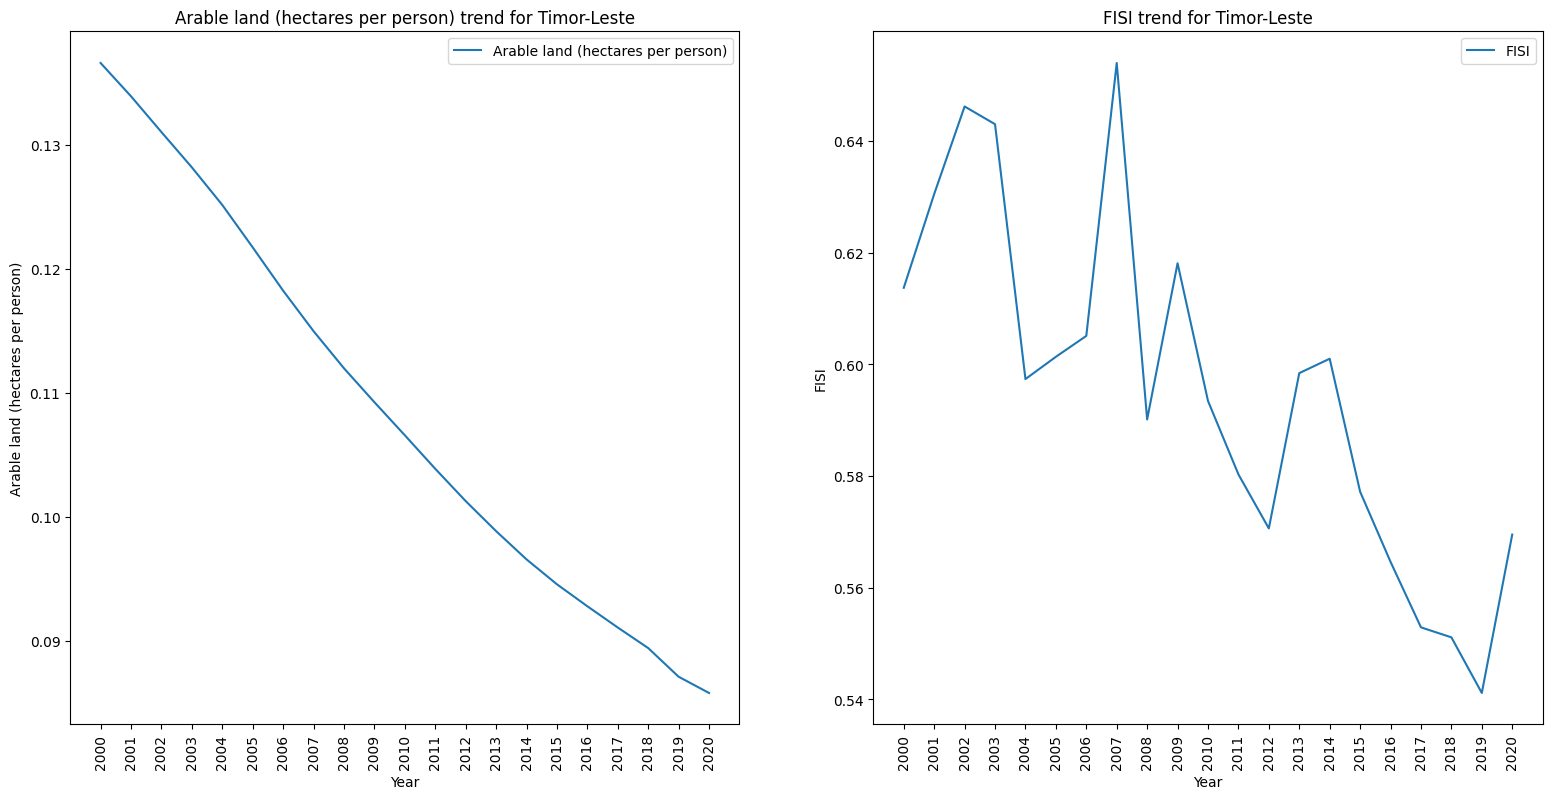 Arable land (hectares per person) trend for Timor-Leste
Arable land (hectares per person)
Arable land (hectares per person)
0.13
0.12
0.11
0.10
0.09
2000 2001 2002 2003 2004 2005 2006 2007 2008 2009 2010 2011 2012 2013 2014 2015 2016 2017 2018 2019 2020
Year
FISI trend for Timor-Leste
FISI
FISI
0.64
0.62
0.60
0.58
0.56
0.54
2000 2001 2002 2003 2004 2005 2006 2007 2008 2009 2010 2011 2012 2013 2014 2015 2016 2017 2018 2019 2020
Year